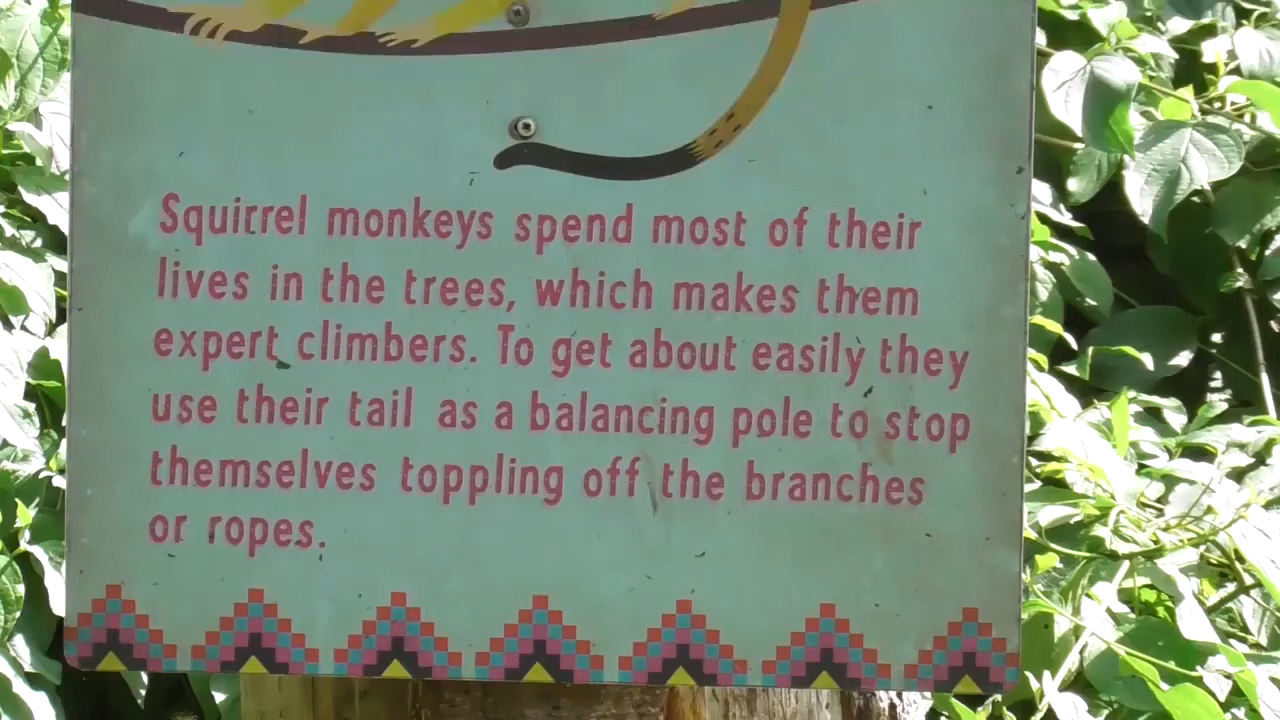 Squirrel monkeys spend most of their
lives in the trees, which makes them
expert climbers. To get about easily they
use their tail as a balancing pole to stop
themselves toppling off the branches
or ropes.